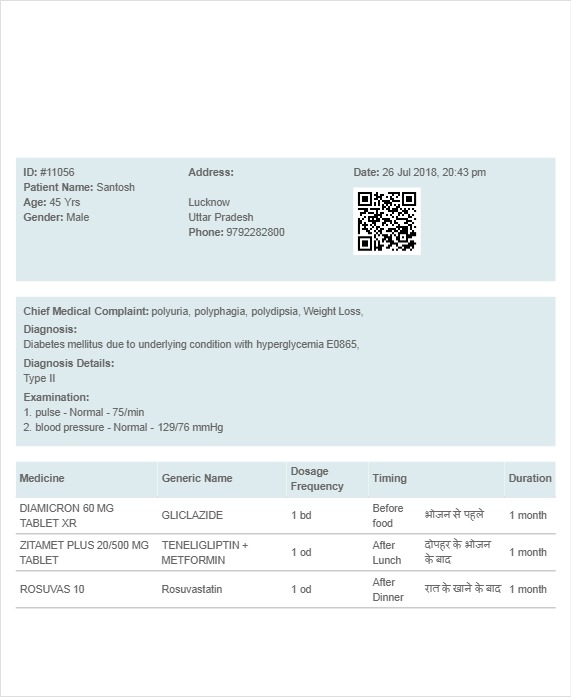 ID: #11056 Address: Date: 26 Jul 2018, 20:43 pm
Patient Name: Santosh
Age: 45 Yrs Lucknow
Gender: Male Uttar Pradesh
Phone: 9792282800
Chief Medical Complaint: polyuria, polyphagia, polydipsia, Weight Loss,
Diagnosis:
Diabetes mellitus due to underlying condition with hyperglycemia E0865,
Diagnosis Details:
Type II
Examination:
1. pulse - Normal - 75/min
2. blood pressure - Normal - 129/76 mmHg
Medicine Generic Name Dosage Frequency Timing Duration
DIAMICRON 60 MG TABLET XR GLICLAZIDE 1 bd Before food भोजन से पहले 1 month
ZITAMET PLUS 20/500 MG TABLET TENELIGLIPTIN + METFORMIN 1 od After Lunch दोपहर के भोजन के बाद 1 month
ROSUVAS 10 Rosuvastatin 1 od After Dinner रात के खाने के बाद 1 month